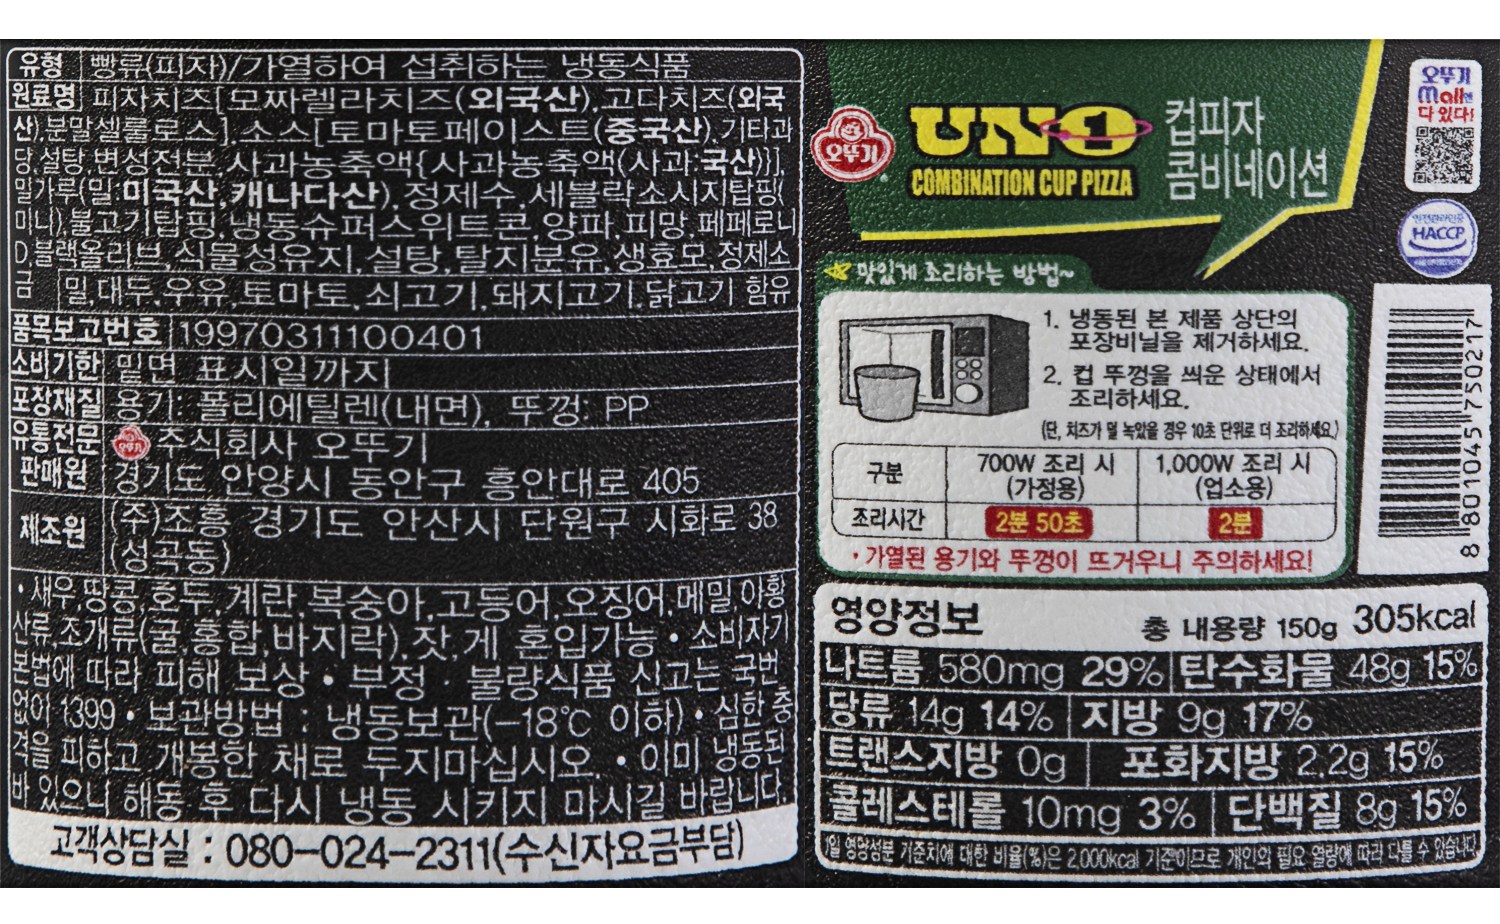 유형 빵류(피자)/가열하여 섭취하는 냉동식품
원료명 피자치즈[모짜렐라치즈(외국산),고다치즈(외국
산),분말셀룰로스],소스[토마토페이스트(중국산),기타과
당,설탕,변성전분,사과농축액{사과농축액(사과:국산)}],
밀가루(밀:미국산,캐나다산),정제수,세블락소시지탑핑(
미니),불고기탑핑,냉동슈퍼스위트콘,양파,피망,페페로니
D,블랙올리브,식물성유지,설탕,탈지분유,생효모,정제소
금 밀,대두,우유,토마토,쇠고기,돼지고기,닭고기 함유
품목보고번호 19970311100401
소비기한 밑면 표시일까지
포장재질 용기: 폴리에틸렌(내면), 뚜껑: PP
유통전문 오뚜기 주식회사 오뚜기
판매원 경기도 안양시 동안구 흥안대로 405
제조원 (주)조흥 경기도 안산시 단원구 시화로 38
(성곡동)
• 새우,땅콩,호두,계란,복숭아,고등어,오징어,메밀,아황
산류,조개류(굴,홍합,바지락),잣,게 혼입가능 • 소비자기
본법에 따라 피해 보상 • 부정 · 불량식품 신고는 국번
없이 1399 • 보관방법 : 냉동보관(-18℃ 이하) • 심한 충
격을 피하고 개봉한 채로 두지마십시오. • 이미 냉동된
바 있으니 해동 후 다시 냉동 시키지 마시길 바랍니다.
고객상담실 : 080-024-2311(수신자요금부담)
오뚜기
UNO 1
COMBINATION CUP PIZZA
컵피자
콤비네이션
오뚜기
Mall에
다 있다!
안전관리인증
HACCP
맛있게 조리하는 방법~
1. 냉동된 본 제품 상단의
포장비닐을 제거하세요.
2. 컵 뚜껑을 씌운 상태에서
조리하세요.
(단, 치즈가 덜 녹았을 경우 10초 단위로 더 조리하세요.)
구분 700W 조리 시 (가정용) 1,000W 조리 시 (업소용)
조리시간 2분 50초 2분
• 가열된 용기와 뚜껑이 뜨거우니 주의하세요!
8 801045 750217
영양정보 총 내용량 150g 305kcal
나트륨 580mg 29% 탄수화물 48g 15%
당류 14g 14% 지방 9g 17%
트랜스지방 0g 포화지방 2.2g 15%
콜레스테롤 10mg 3% 단백질 8g 15%
1일 영양성분 기준치에 대한 비율(%)은 2,000kcal 기준이므로 개인의 필요 열량에 따라 다를 수 있습니다.